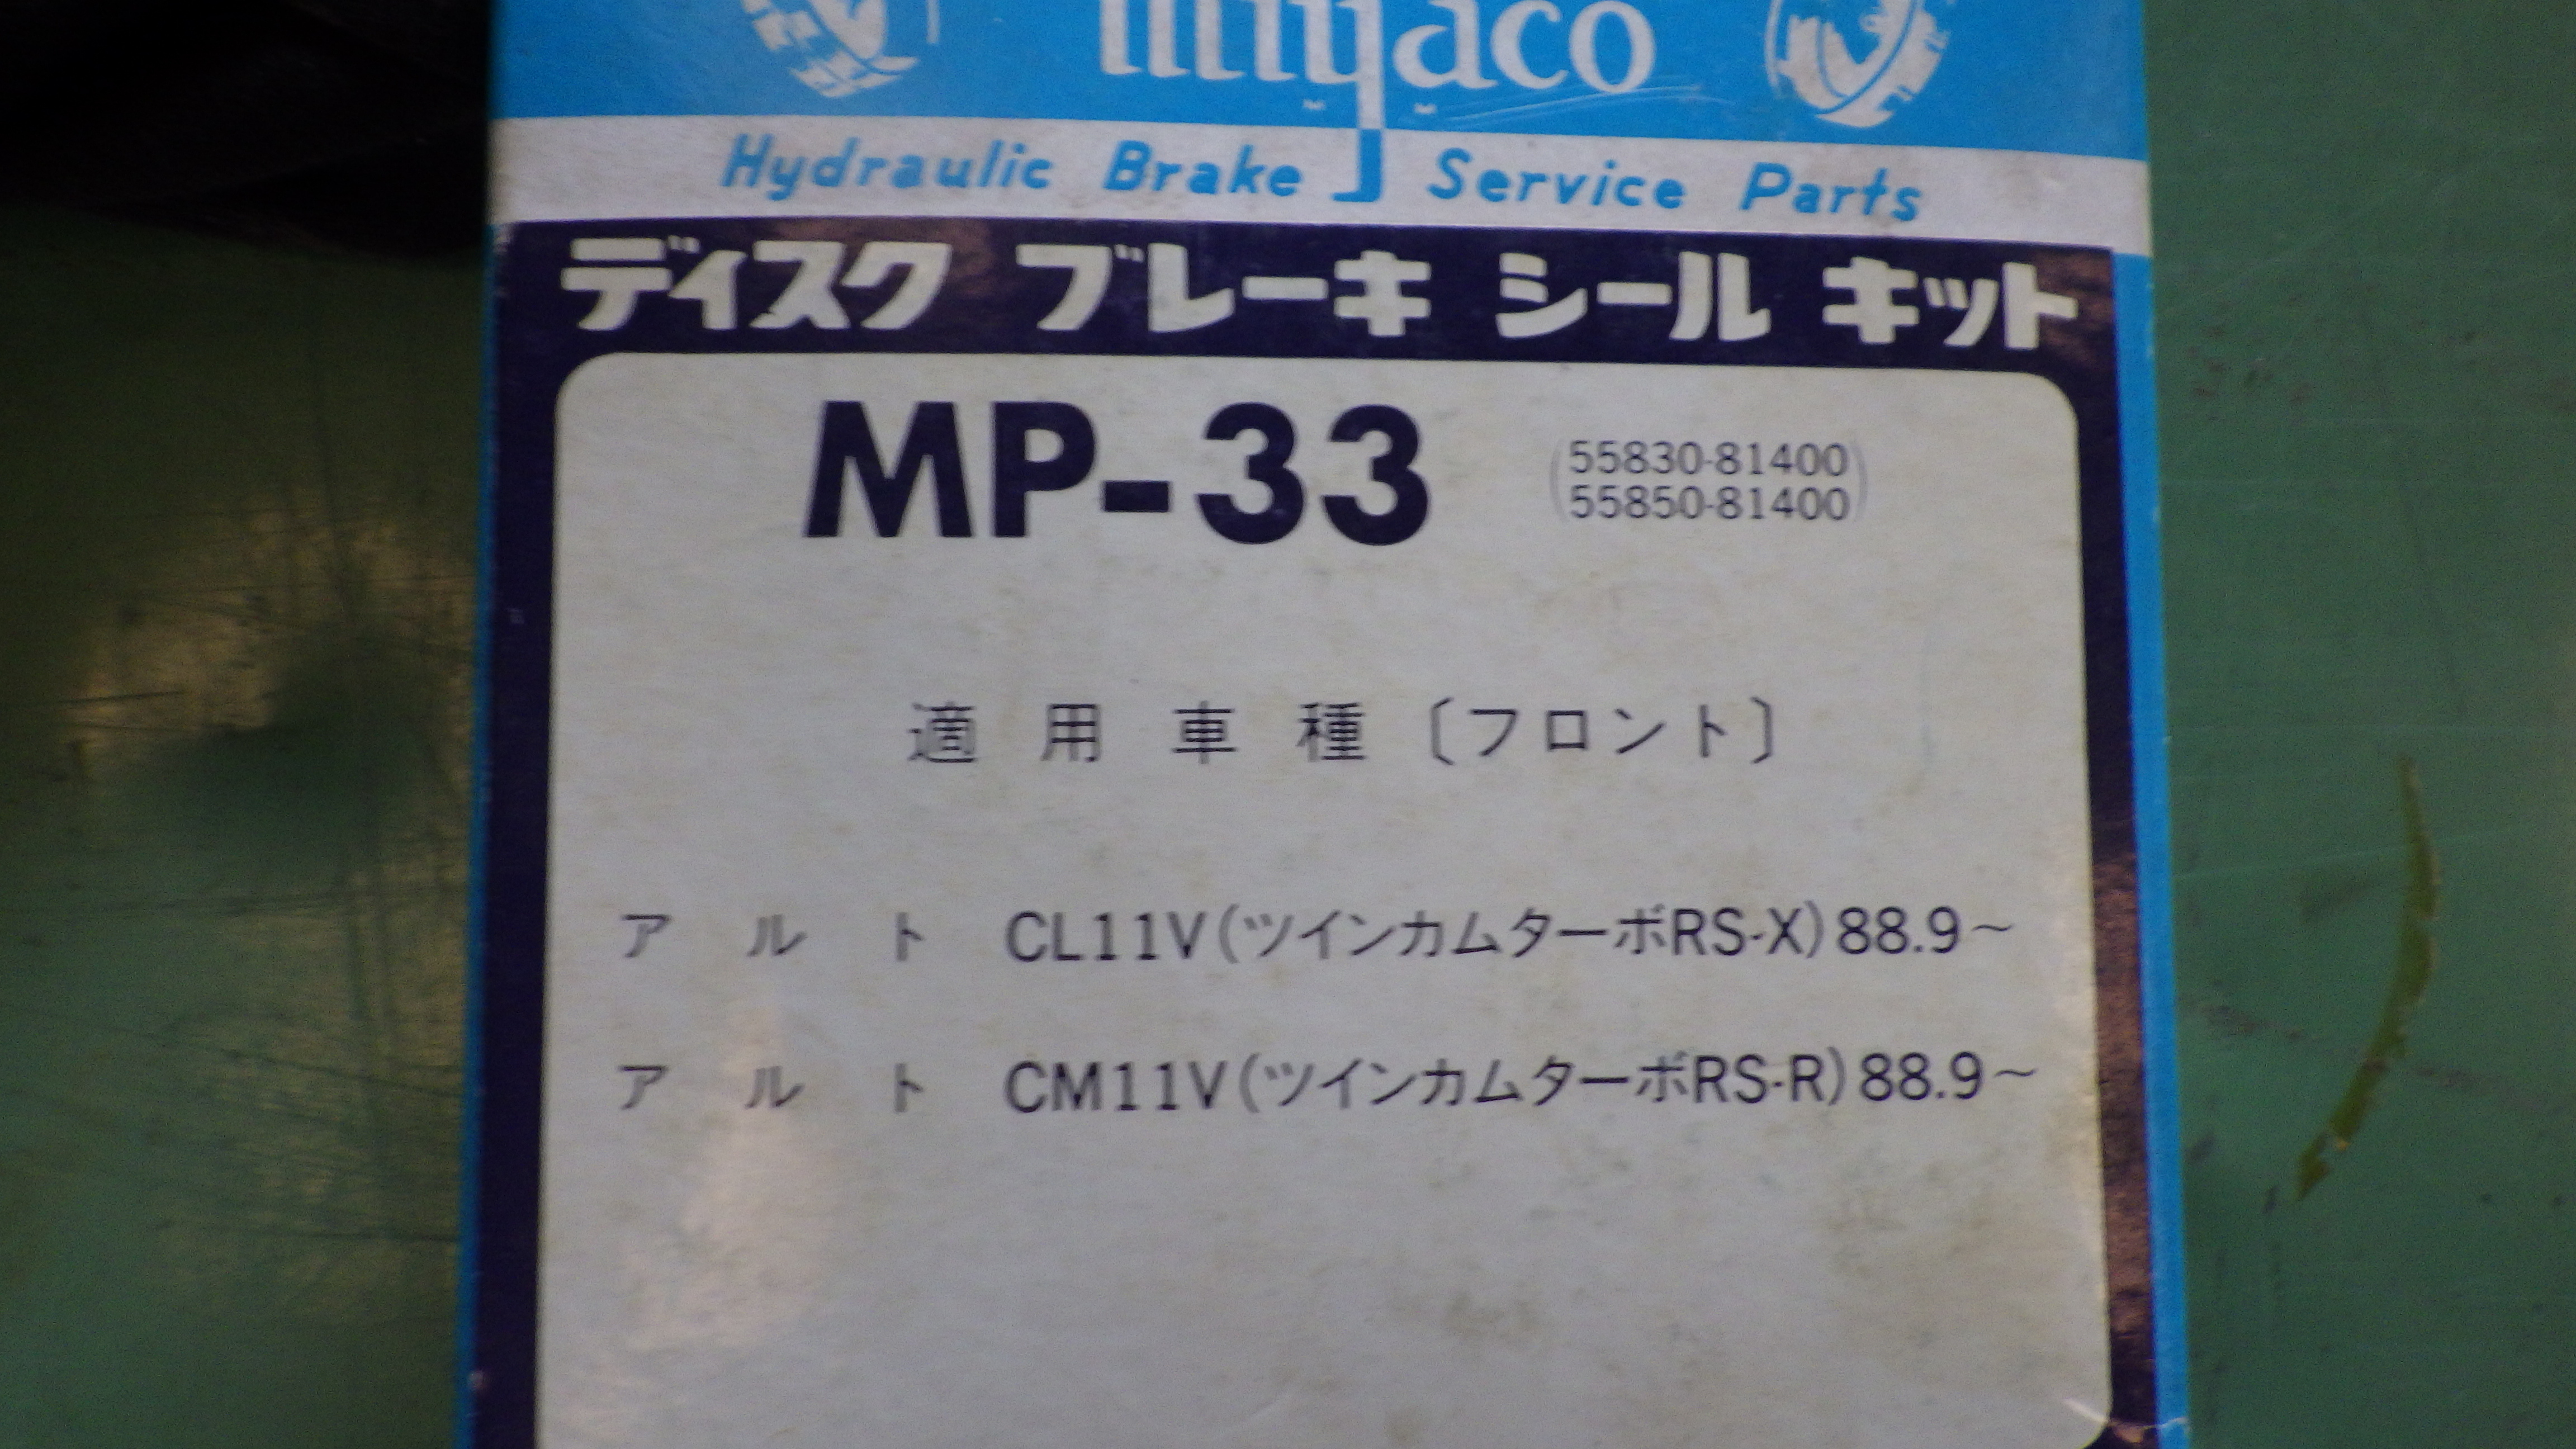 miyaco
Hydraulic Brake Service Parts
ディスク ブレーキ シール キット
MP-33 (55830-81400
55850-81400)
適用車種〔フロント〕
アルト CL11V(ツインカムターボRS-X)88.9~
アルト CM11V(ツインカムターボRS-R)88.9~